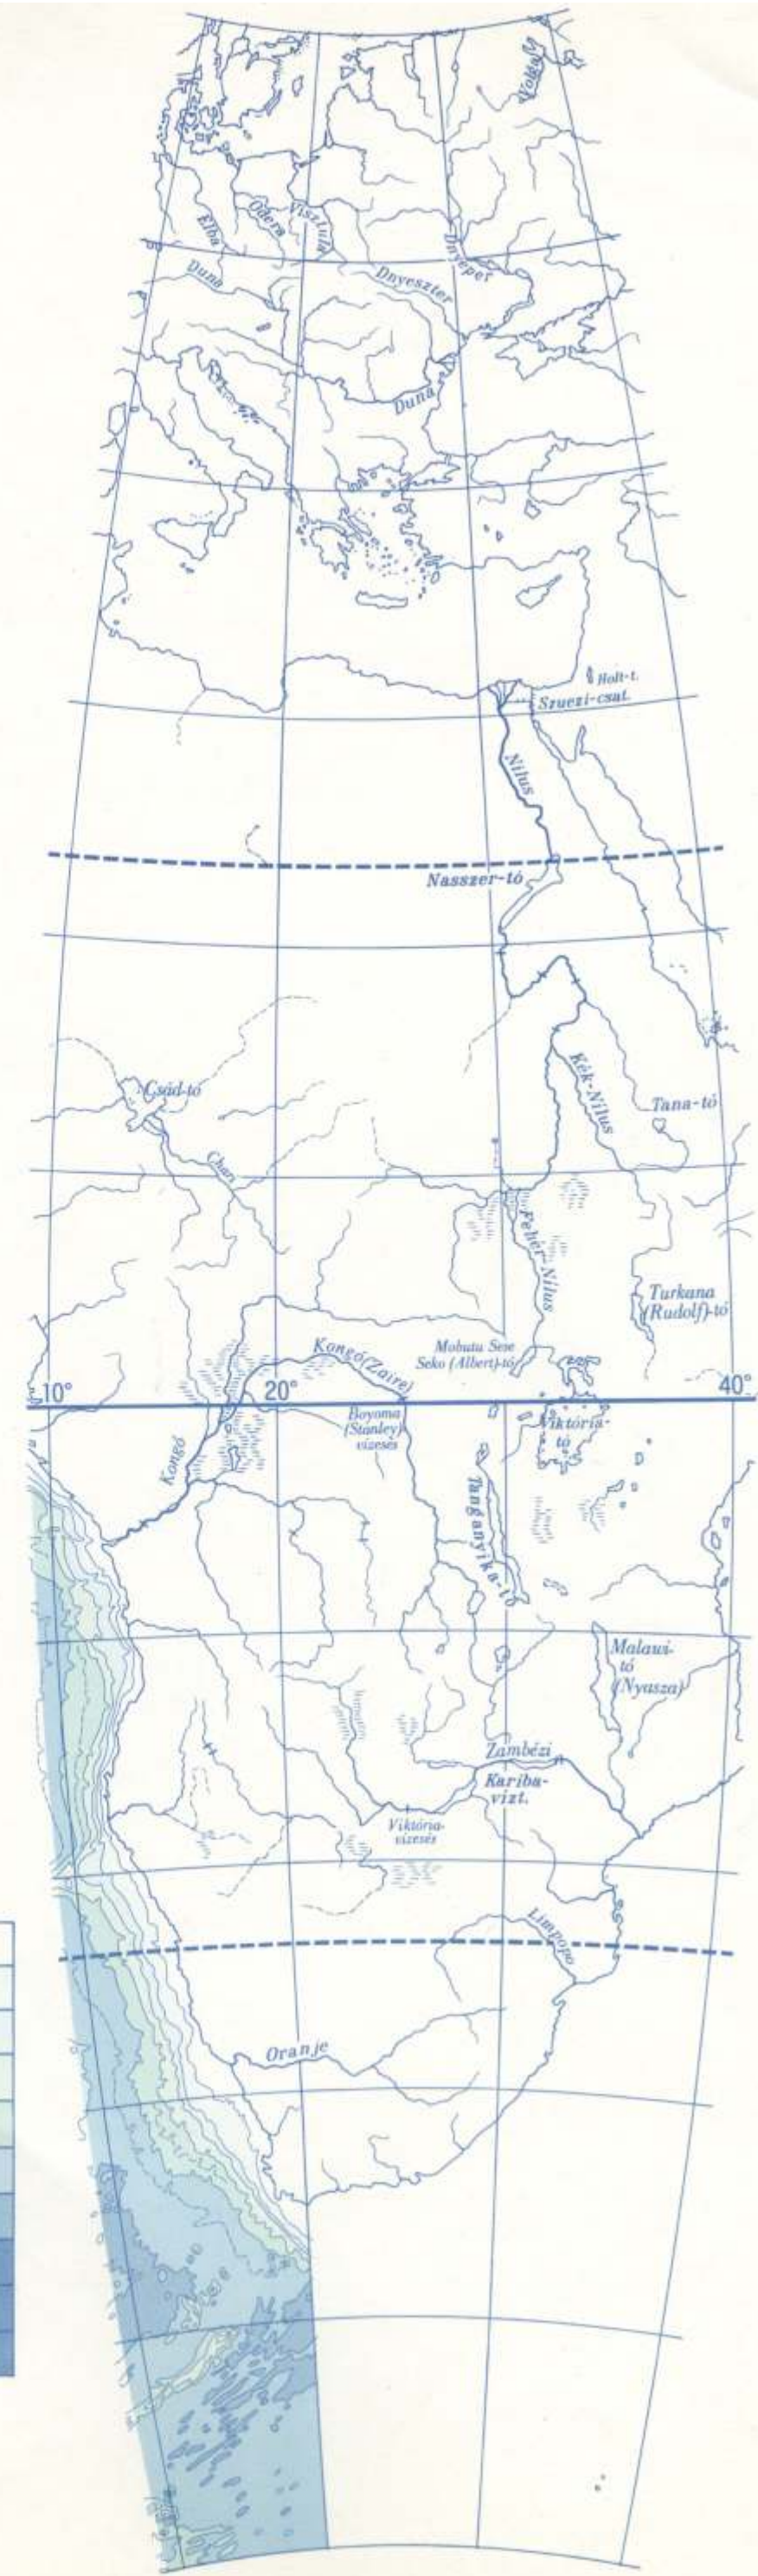 Volga
Elba
Odera
Visztula
Dnyeper
Duna
Dnyeszter
Duna
Holt-t.
Szuezi-csat.
Nílus
Nasszer-tó
Csád-tó
Kék-Nílus
Tana-tó
Chari
Fehér-Nílus
Turkana
(Rudolf)-tó
Mobutu Sese
Seko (Albert)-tó
Kongó (Zaire)
10°
20°
40°
Boyoma
(Stanley)
vízesés
Viktória-
tó
Kongó
Tanganyika-tó
Malawi-
tó
(Nyasza)
Zambézi
Kariba-
vízt.
Viktória-
vízesés
Limpopo
Oranje